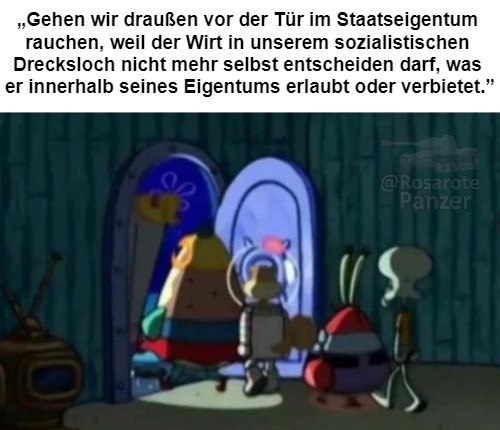 „Gehen wir draußen vor der Tür im Staatseigentum
rauchen, weil der Wirt in unserem sozialistischen
Drecksloch nicht mehr selbst entscheiden darf, was
er innerhalb seines Eigentums erlaubt oder verbietet.”
@Rosarote
Panzer